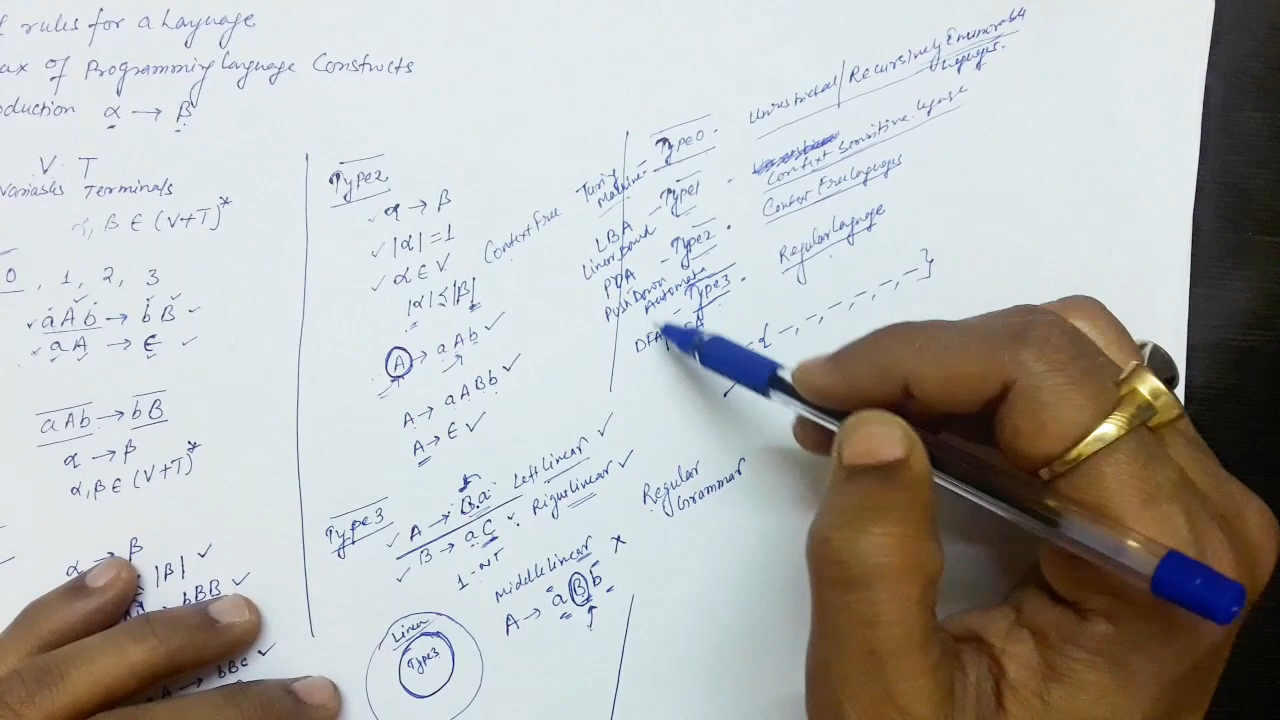 rules for a Language
ax of Programming language Constructs
oduction α → β
V T
Variables Terminals
α, β ∈ (V+T)*
0, 1, 2, 3
aAb → bB ✓
aA → ε ✓
aAb → bB
α → β
α, β ∈ (V+T)*
α → β
|β| ✓
bBB ✓
A → bBC ✓
Type2
α → β
✓ |α| = 1
✓ α ∈ V
|α| ≤ |β|
Context Free
A → aAb ✓
A → aABb ✓
A → ε ✓
Type3
✓ A → B.a Left linear ✓
✓ B → aC Right linear ✓
1-NT
Middle linear ×
A → aBb
Linear
Type3
Regular
Grammar
Turing Machine - Type0 - Unrestricted/Recursively Enumerable
Languages.
LBA - Type1 - Context Sensitive
Linear Bound
PDA - Type2 - Context Free languages
Push Down
Automata
Type3 - Regular Language
DFA
{ -, -, -, -, -, - }